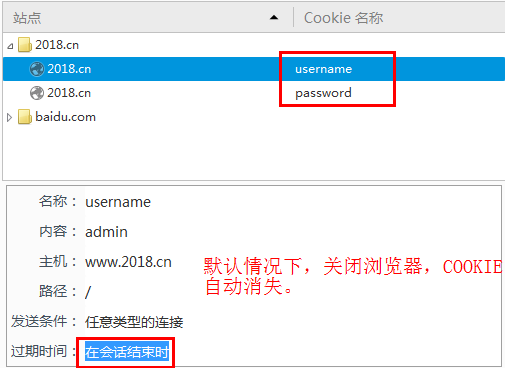 站点 Cookie 名称
2018.cn
2018.cn username
2018.cn password
baidu.com
名称： username
内容： admin
主机： www.2018.cn
路径： /
发送条件： 任意类型的连接
过期时间： 在会话结束时
默认情况下，关闭浏览器，COOKIE
自动消失。